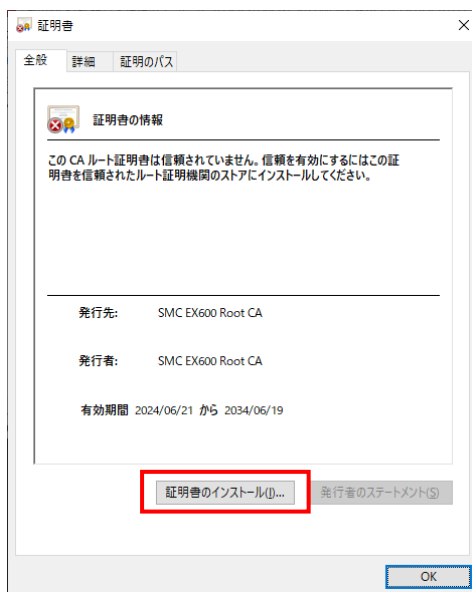 証明書
全般 詳細 証明のパス
証明書の情報
この CA ルート証明書は信頼されていません。信頼を有効にするにはこの証
明書を信頼されたルート証明機関のストアにインストールしてください。
発行先: SMC EX600 Root CA
発行者: SMC EX600 Root CA
有効期間 2024/06/21 から 2034/06/19
証明書のインストール(I)... 発行者のステートメント(S)
OK